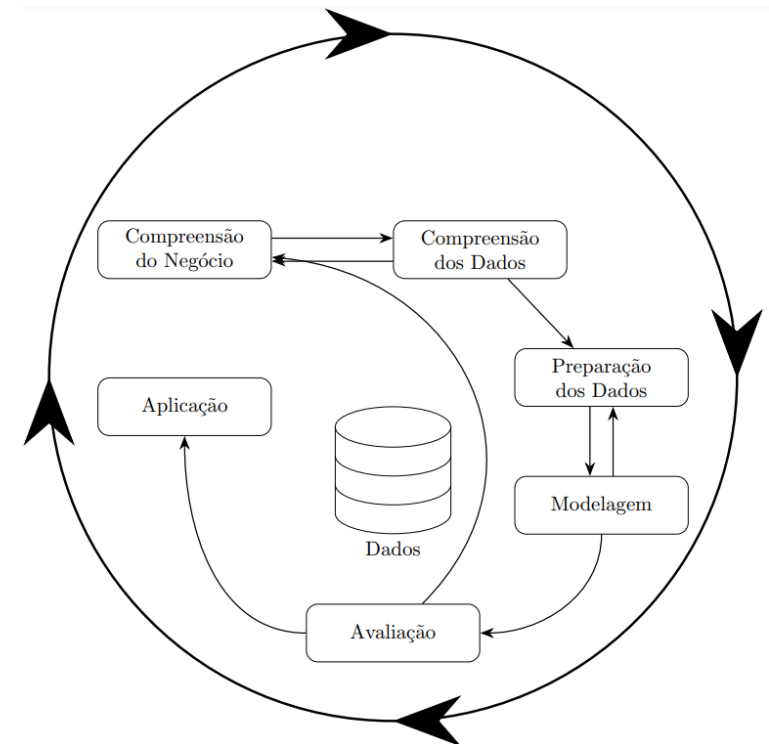 Compreensão
do Negócio
Compreensão
dos Dados
Preparação
dos Dados
Aplicação
Modelagem
Dados
Avaliação